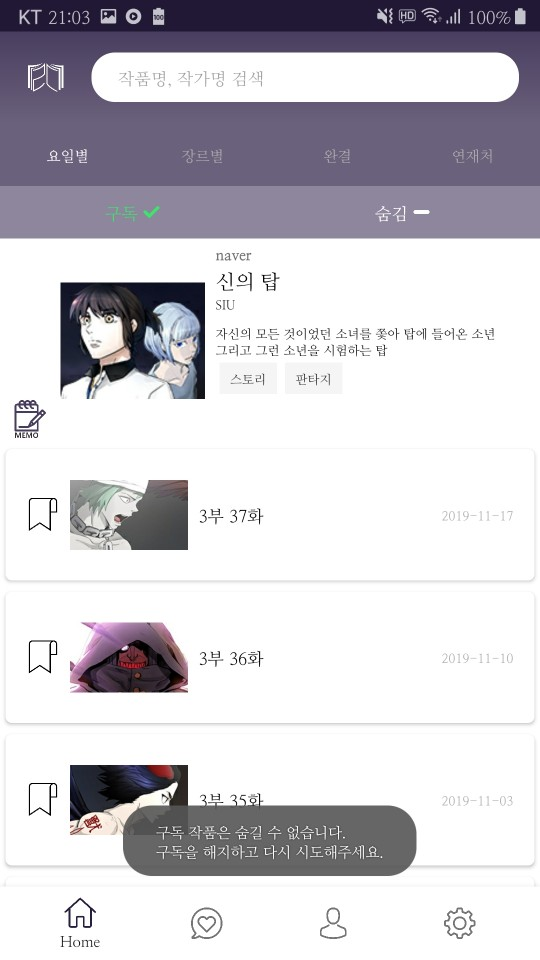 KT 21:03 100 HD 100%
작품명, 작가명 검색
요일별 장르별 완결 연재처
구독 숨김
naver
신의 탑
SIU
자신의 모든 것이었던 소녀를 쫓아 탑에 들어온 소년
그리고 그런 소년을 시험하는 탑
스토리 판타지
MEMO
3부 37화 2019-11-17
3부 36화 2019-11-10
3부 35화 2019-11-03
구독 작품은 숨길 수 없습니다.
구독을 해지하고 다시 시도해주세요.
Home